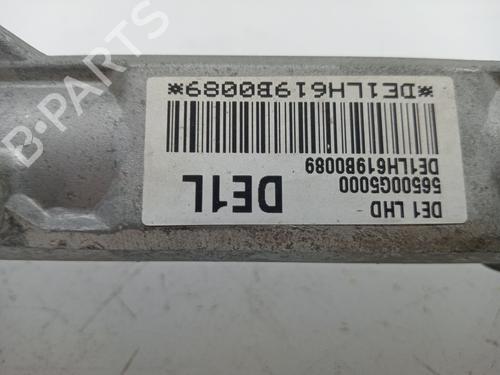 DE1 LHD
56500G5000
DE1LH619B0089
DE1L
*DE1LH619B0089*
B-PARTS